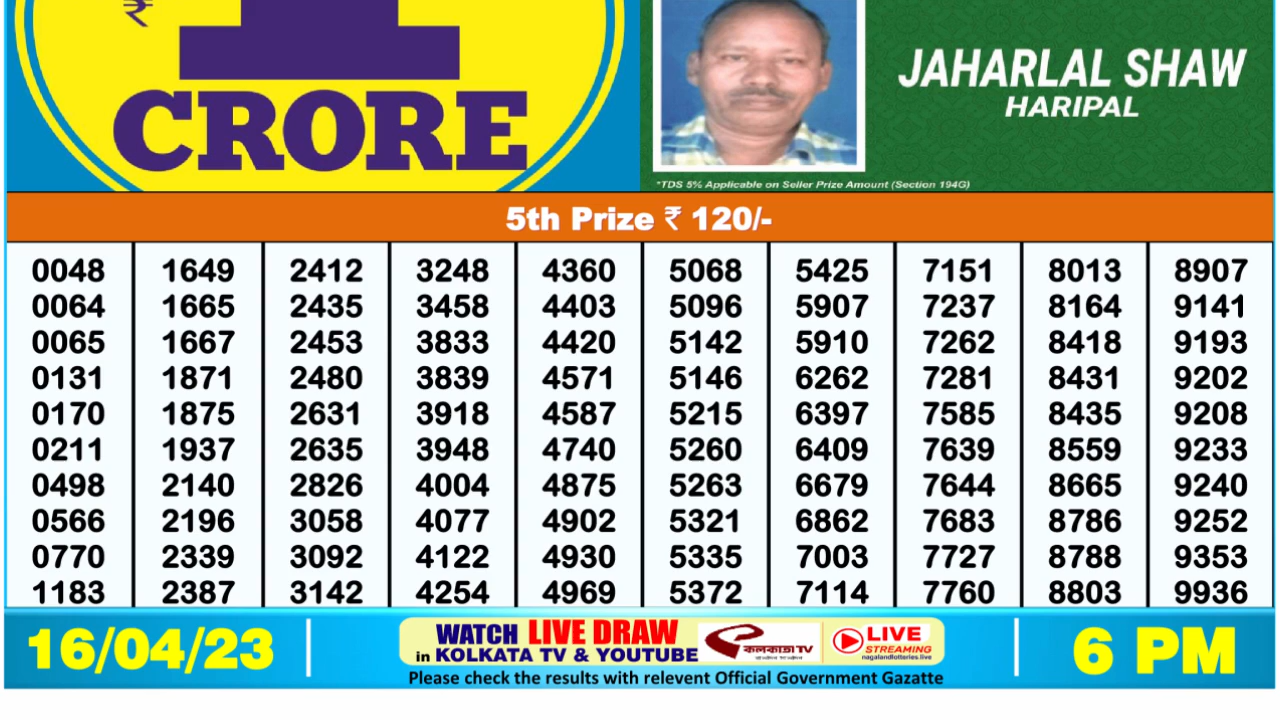 ₹
CRORE
JAHARLAL SHAW
HARIPAL
*TDS 5% Applicable on Seller Prize Amount (Section 194G)
5th Prize ₹ 120/-
0048 1649 2412 3248 4360 5068 5425 7151 8013 8907
0064 1665 2435 3458 4403 5096 5907 7237 8164 9141
0065 1667 2453 3833 4420 5142 5910 7262 8418 9193
0131 1871 2480 3839 4571 5146 6262 7281 8431 9202
0170 1875 2631 3918 4587 5215 6397 7585 8435 9208
0211 1937 2635 3948 4740 5260 6409 7639 8559 9233
0498 2140 2826 4004 4875 5263 6679 7644 8665 9240
0566 2196 3058 4077 4902 5321 6862 7683 8786 9252
0770 2339 3092 4122 4930 5335 7003 7727 8788 9353
1183 2387 3142 4254 4969 5372 7114 7760 8803 9936
16/04/23
WATCH LIVE DRAW
in KOLKATA TV & YOUTUBE
কলকাতা TV
LIVE
STREAMING
nagalandlotteries.live
Please check the results with relevent Official Government Gazatte
6 PM